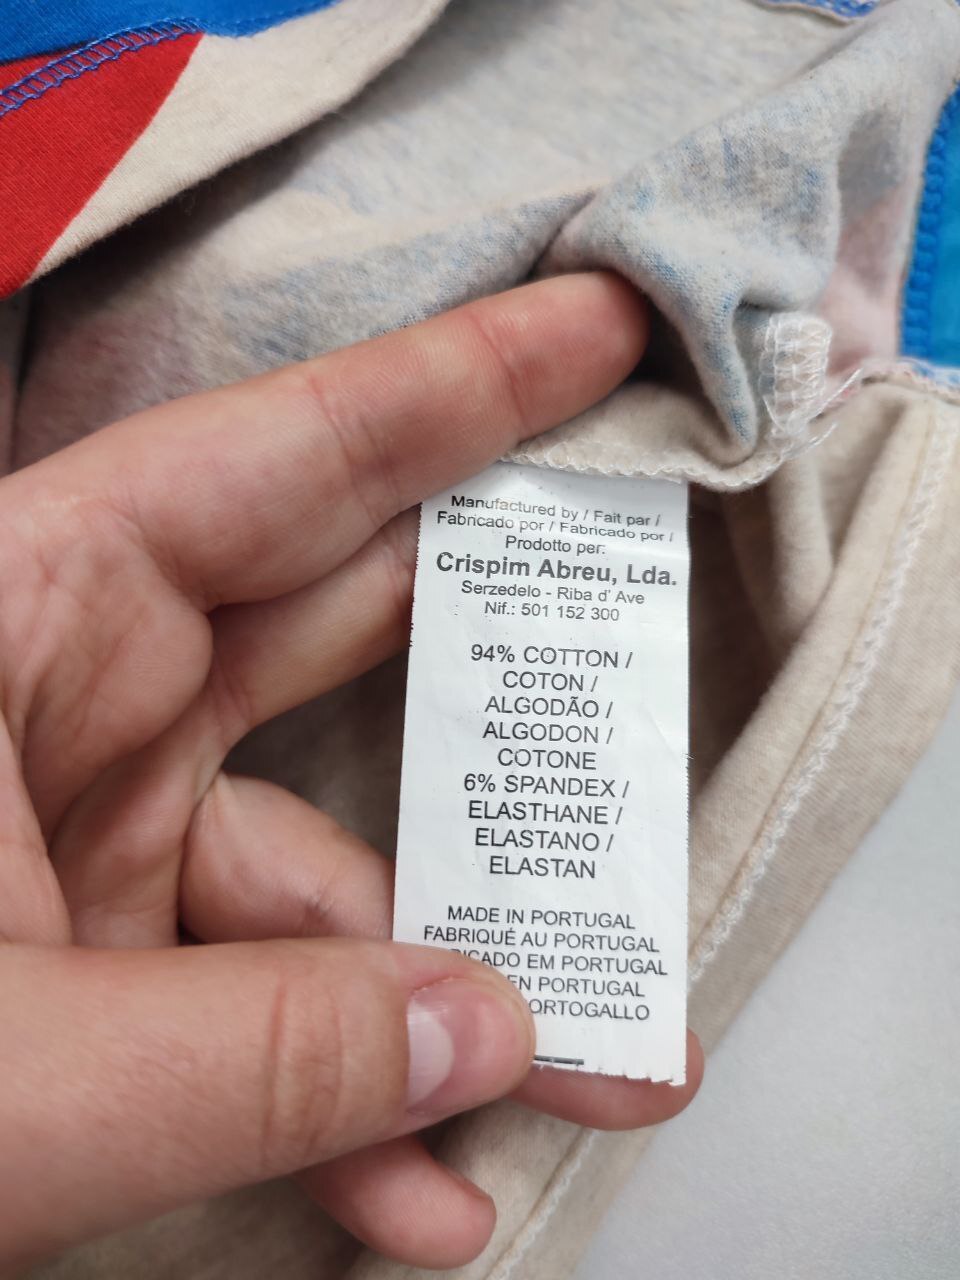 Manufactured by / Fait par /
Fabricado por / Fabricado por /
Prodotto per:
Crispim Abreu, Lda.
Serzedelo - Riba d' Ave
Nif.: 501 152 300
94% COTTON /
COTON /
ALGODÃO /
ALGODON /
COTONE
6% SPANDEX /
ELASTHANE /
ELASTANO /
ELASTAN
MADE IN PORTUGAL
FABRIQUÉ AU PORTUGAL
EM PORTUGAL
EN PORTUGAL